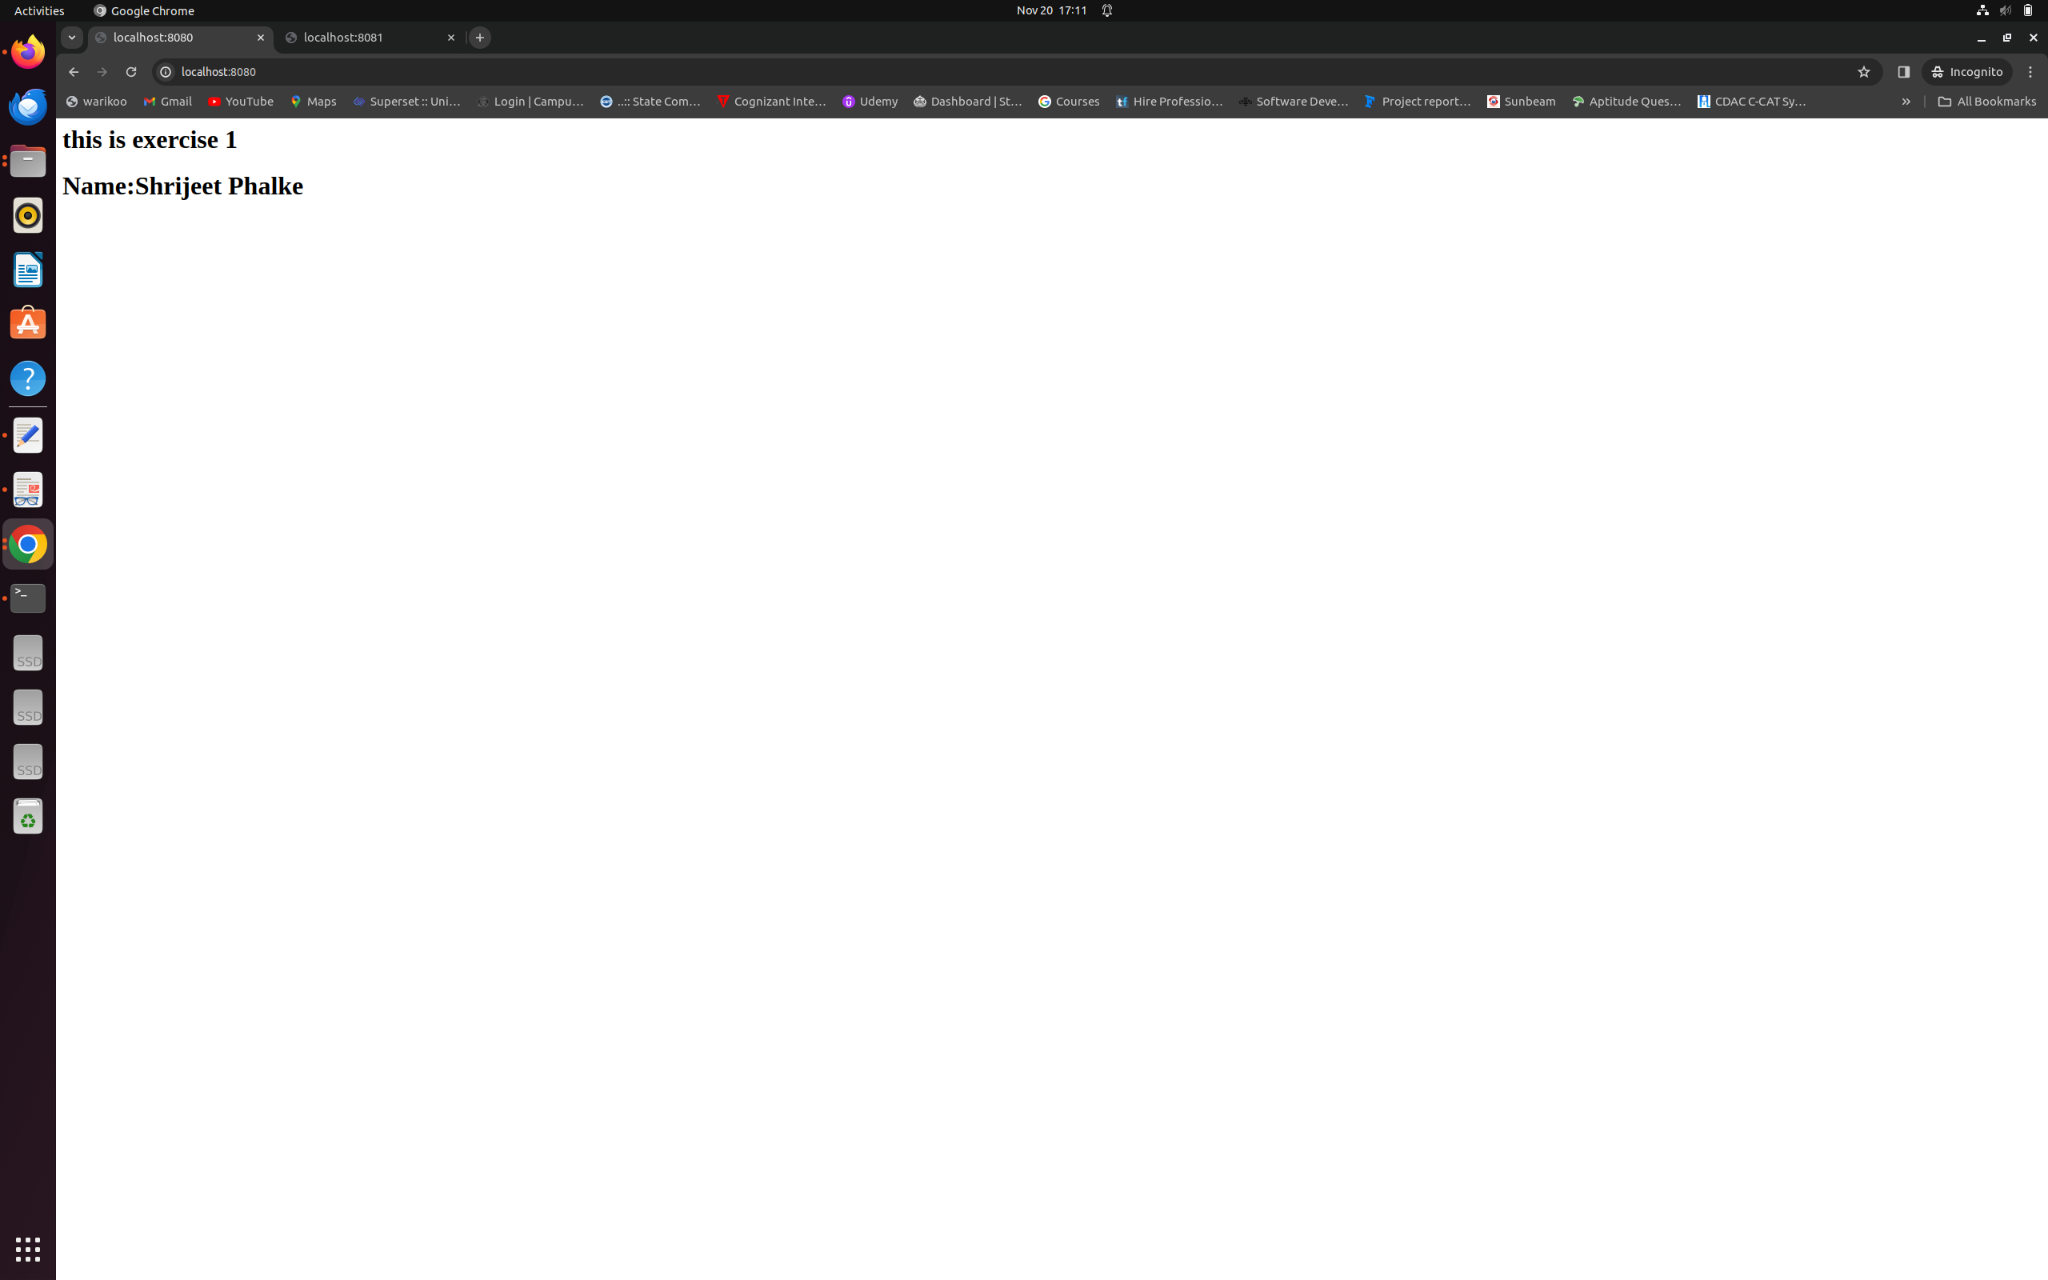 Activities Google Chrome Nov 20 17:11
localhost:8080 localhost:8081
localhost:8080 Incognito
warikoo Gmail YouTube Maps Superset :: Uni... Login | Campu... ..:: State Com... Cognizant Inte... Udemy Dashboard | St... Courses Hire Professio... Software Deve... Project report... Sunbeam Aptitude Ques... CDAC C-CAT Sy... » All Bookmarks
this is exercise 1
Name:Shrijeet Phalke
SSD
SSD
SSD